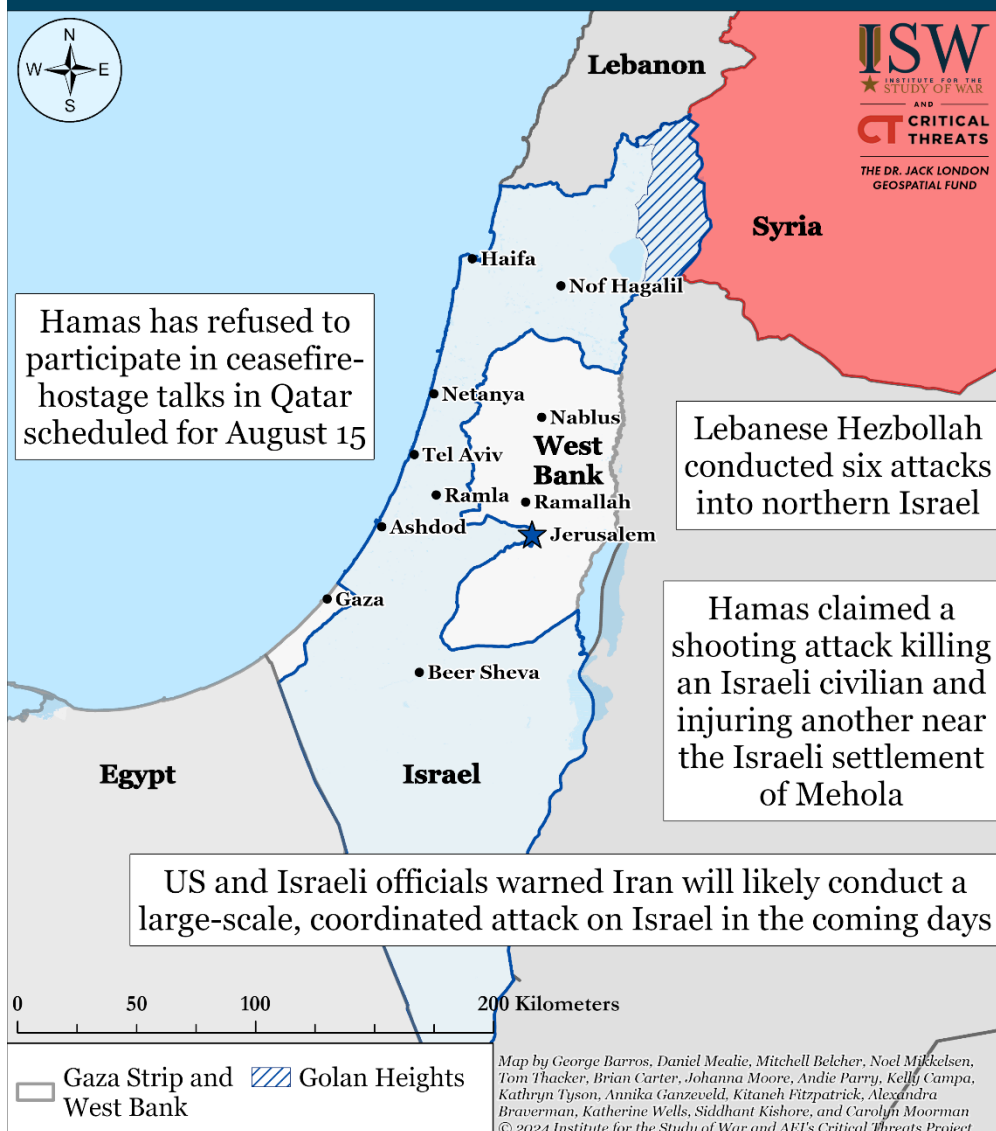 N
W
E
S
Lebanon
ISW
INSTITUTE FOR THE
STUDY OF WAR
AND
CT CRITICAL
THREATS
THE DR. JACK LONDON
GEOSPATIAL FUND
Syria
Haifa
Nof Hagalil
Hamas has refused to
participate in ceasefire-
hostage talks in Qatar
scheduled for August 15
Netanya
Nablus
West
Bank
Tel Aviv
Ramla
Ramallah
Ashdod
Jerusalem
Lebanese Hezbollah
conducted six attacks
into northern Israel
Gaza
Beer Sheva
Hamas claimed a
shooting attack killing
an Israeli civilian and
injuring another near
the Israeli settlement
of Mehola
Egypt
Israel
US and Israeli officials warned Iran will likely conduct a
large-scale, coordinated attack on Israel in the coming days
0 50 100 200 Kilometers
Gaza Strip and
West Bank
Golan Heights
Map by George Barros, Daniel Mealie, Mitchell Belcher, Noel Mikkelsen,
Tom Thacker, Brian Carter, Johanna Moore, Andie Parry, Kelly Campa,
Kathryn Tyson, Annika Ganzeveld, Kitaneh Fitzpatrick, Alexandra
Braverman, Katherine Wells, Siddhant Kishore, and Carolyn Moorman
© 2024 Institute for the Study of War and AEI's Critical Threats Project